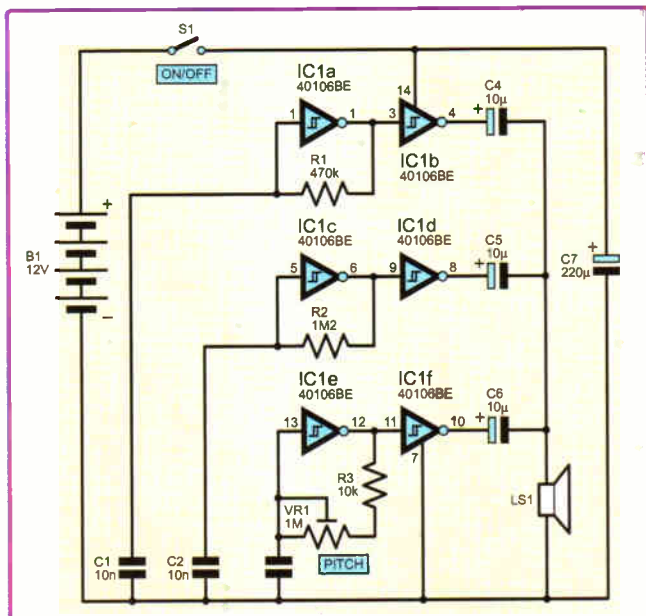 S1
ON/OFF
IC1a
40106BE
14
C4
10µ
+
1
1
3
4
R1
470k
IC1b
40106BE
+
B1
12V
−
IC1c
40106BE
IC1d
40106BE
C5
10µ
+
5
6
9
8
R2
1M2
C7
220µ
+
IC1e
40106BE
IC1f
40106BE
C6
10µ
+
13
12
11
10
7
R3
10k
VR1
1M
PITCH
LS1
C1
10n
C2
10n